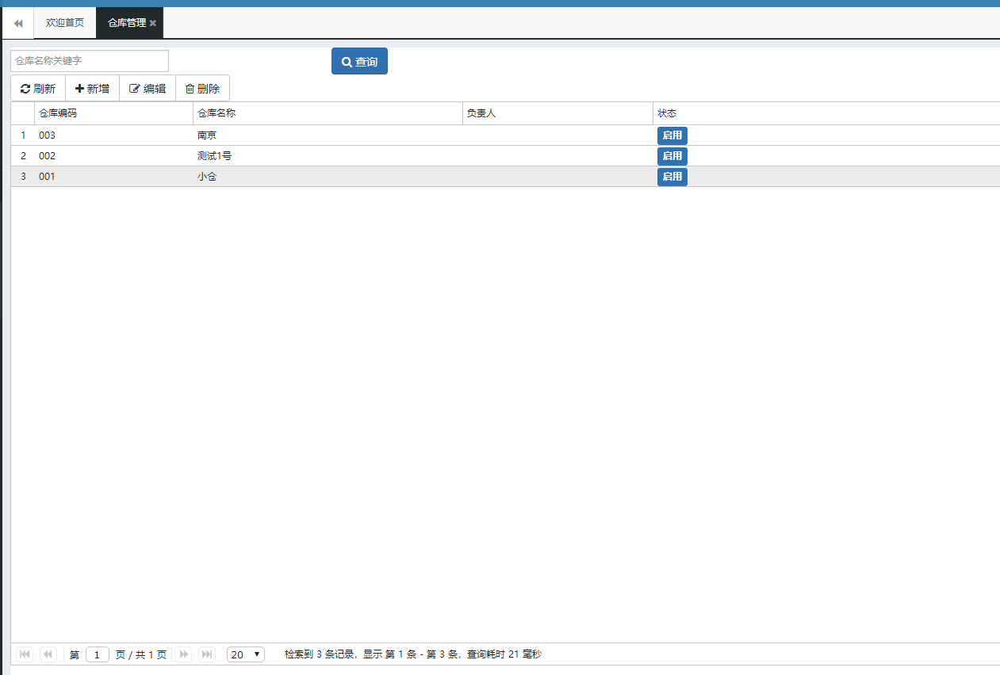 欢迎首页 仓库管理
仓库名称关键字 查询
刷新 新增 编辑 删除
仓库编码 仓库名称 负责人 状态
1 003 南京 启用
2 002 测试1号 启用
3 001 小仓 启用
第 1 页 / 共 1 页 20 检索到 3 条记录，显示 第 1 条 - 第 3 条，查询耗时 21 毫秒